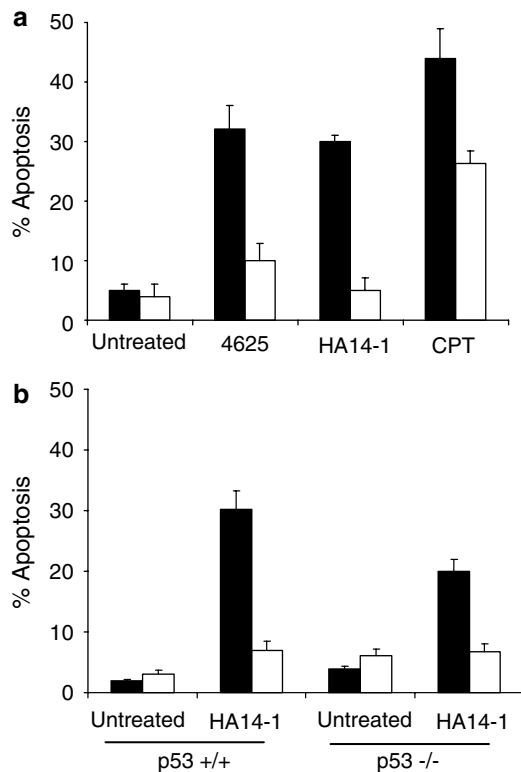 a
% Apoptosis
50
40
30
20
10
0
Untreated 4625 HA14-1 CPT
b
% Apoptosis
50
40
30
20
10
0
Untreated HA14-1 Untreated HA14-1
p53 +/+ p53 -/-